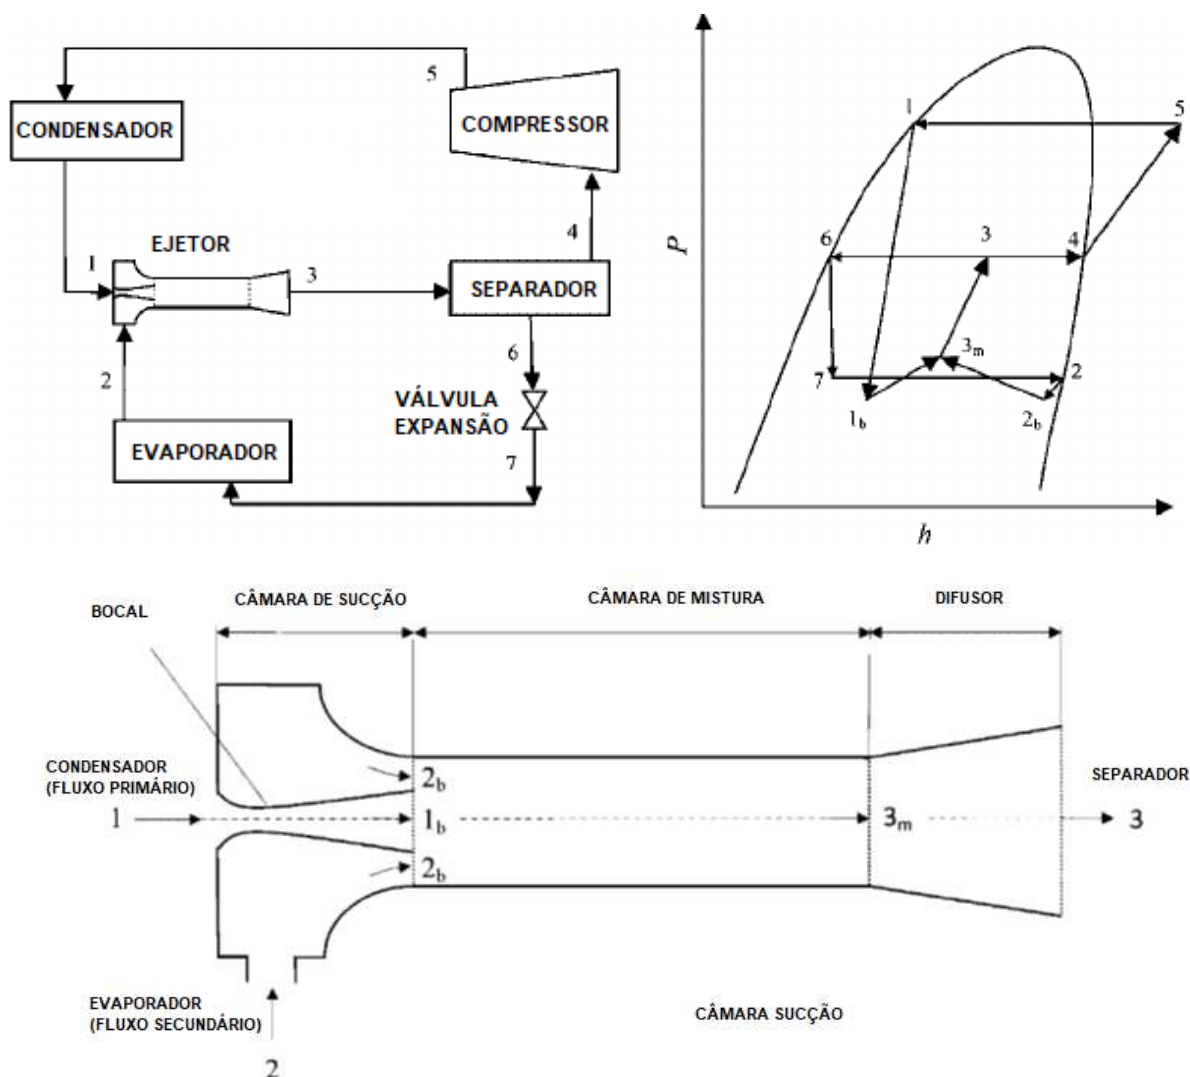 5
CONDENSADOR
COMPRESSOR
EJETOR
4
1
3
SEPARADOR
2
6
VÁLVULA
EXPANSÃO
EVAPORADOR
7
P
1
5
6
3
4
3m
7
2
1b
2b
h
CÂMARA DE SUCÇÃO
CÂMARA DE MISTURA
DIFUSOR
BOCAL
CONDENSADOR
(FLUXO PRIMÁRIO)
1
2b
1b
2b
3m
SEPARADOR
3
EVAPORADOR
(FLUXO SECUNDÁRIO)
2
CÂMARA SUCÇÃO